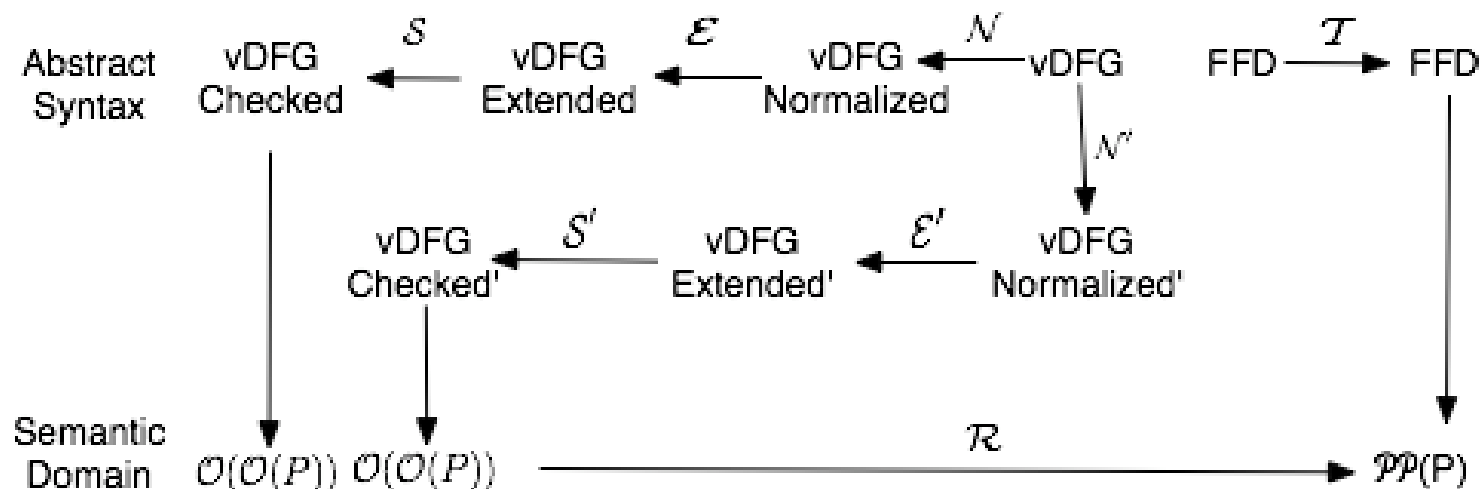 𝒮
ℰ
𝒩
𝒯
Abstract
Syntax
vDFG
Checked
vDFG
Extended
vDFG
Normalized
vDFG
FFD
FFD
𝒩'
vDFG
Checked'
𝒮'
vDFG
Extended'
ℰ'
vDFG
Normalized'
Semantic
Domain
𝒪(𝒪(P))
𝒪(𝒪(P))
ℛ
𝒫𝒫(P)